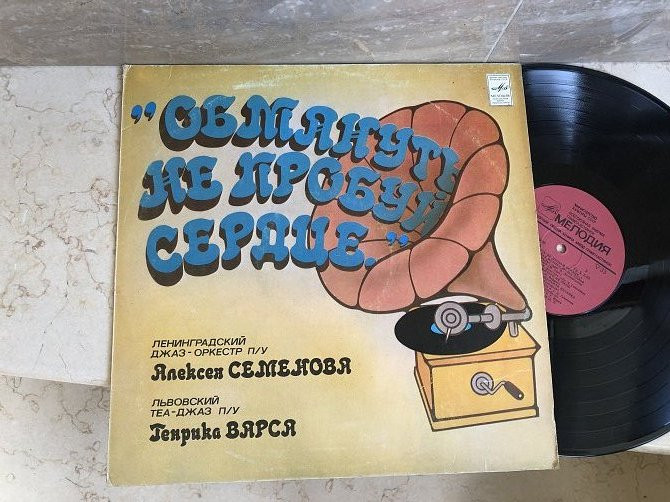 "ОБМАНУТЬ
НЕ ПРОБУЙ
СЕРДЦЕ."
ЛЕНИНГРАДСКИЙ
ДЖАЗ-ОРКЕСТР П/У
Алексея СЕМЕНОВА
ЛЬВОВСКИЙ
ТЕА-ДЖАЗ П/У
Генрика ВАРСА
МЕЛОДИЯ